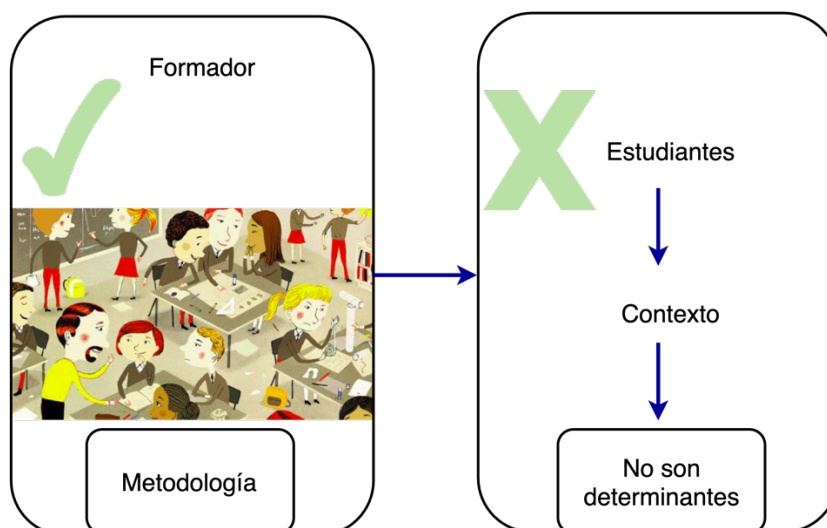 Formador
Metodología
Estudiantes
Contexto
No son
determinantes